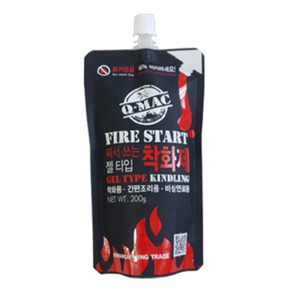 O-MAC
FIRE START
짜서 쓰는
젤 타입 착화제
GEL TYPE KINDLING
착화용 · 간편조리용 · 비상연료용
NET WT. 200g